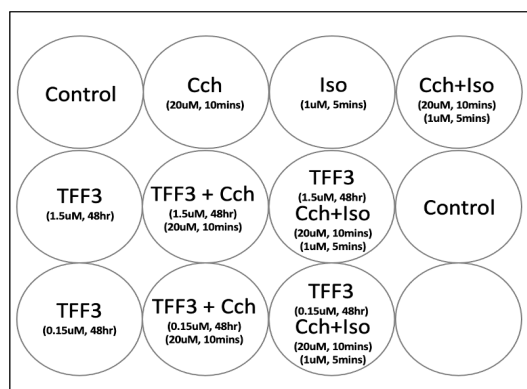 Control
Cch
(20uM, 10mins)
Iso
(1uM, 5mins)
Cch+Iso
(20uM, 10mins)
(1uM, 5mins)
TFF3
(1.5uM, 48hr)
TFF3 + Cch
(1.5uM, 48hr)
(20uM, 10mins)
TFF3
(1.5uM, 48hr)
Cch+Iso
(20uM, 10mins)
(1uM, 5mins)
Control
TFF3
(0.15uM, 48hr)
TFF3 + Cch
(0.15uM, 48hr)
(20uM, 10mins)
TFF3
(0.15uM, 48hr)
Cch+Iso
(20uM, 10mins)
(1uM, 5mins)